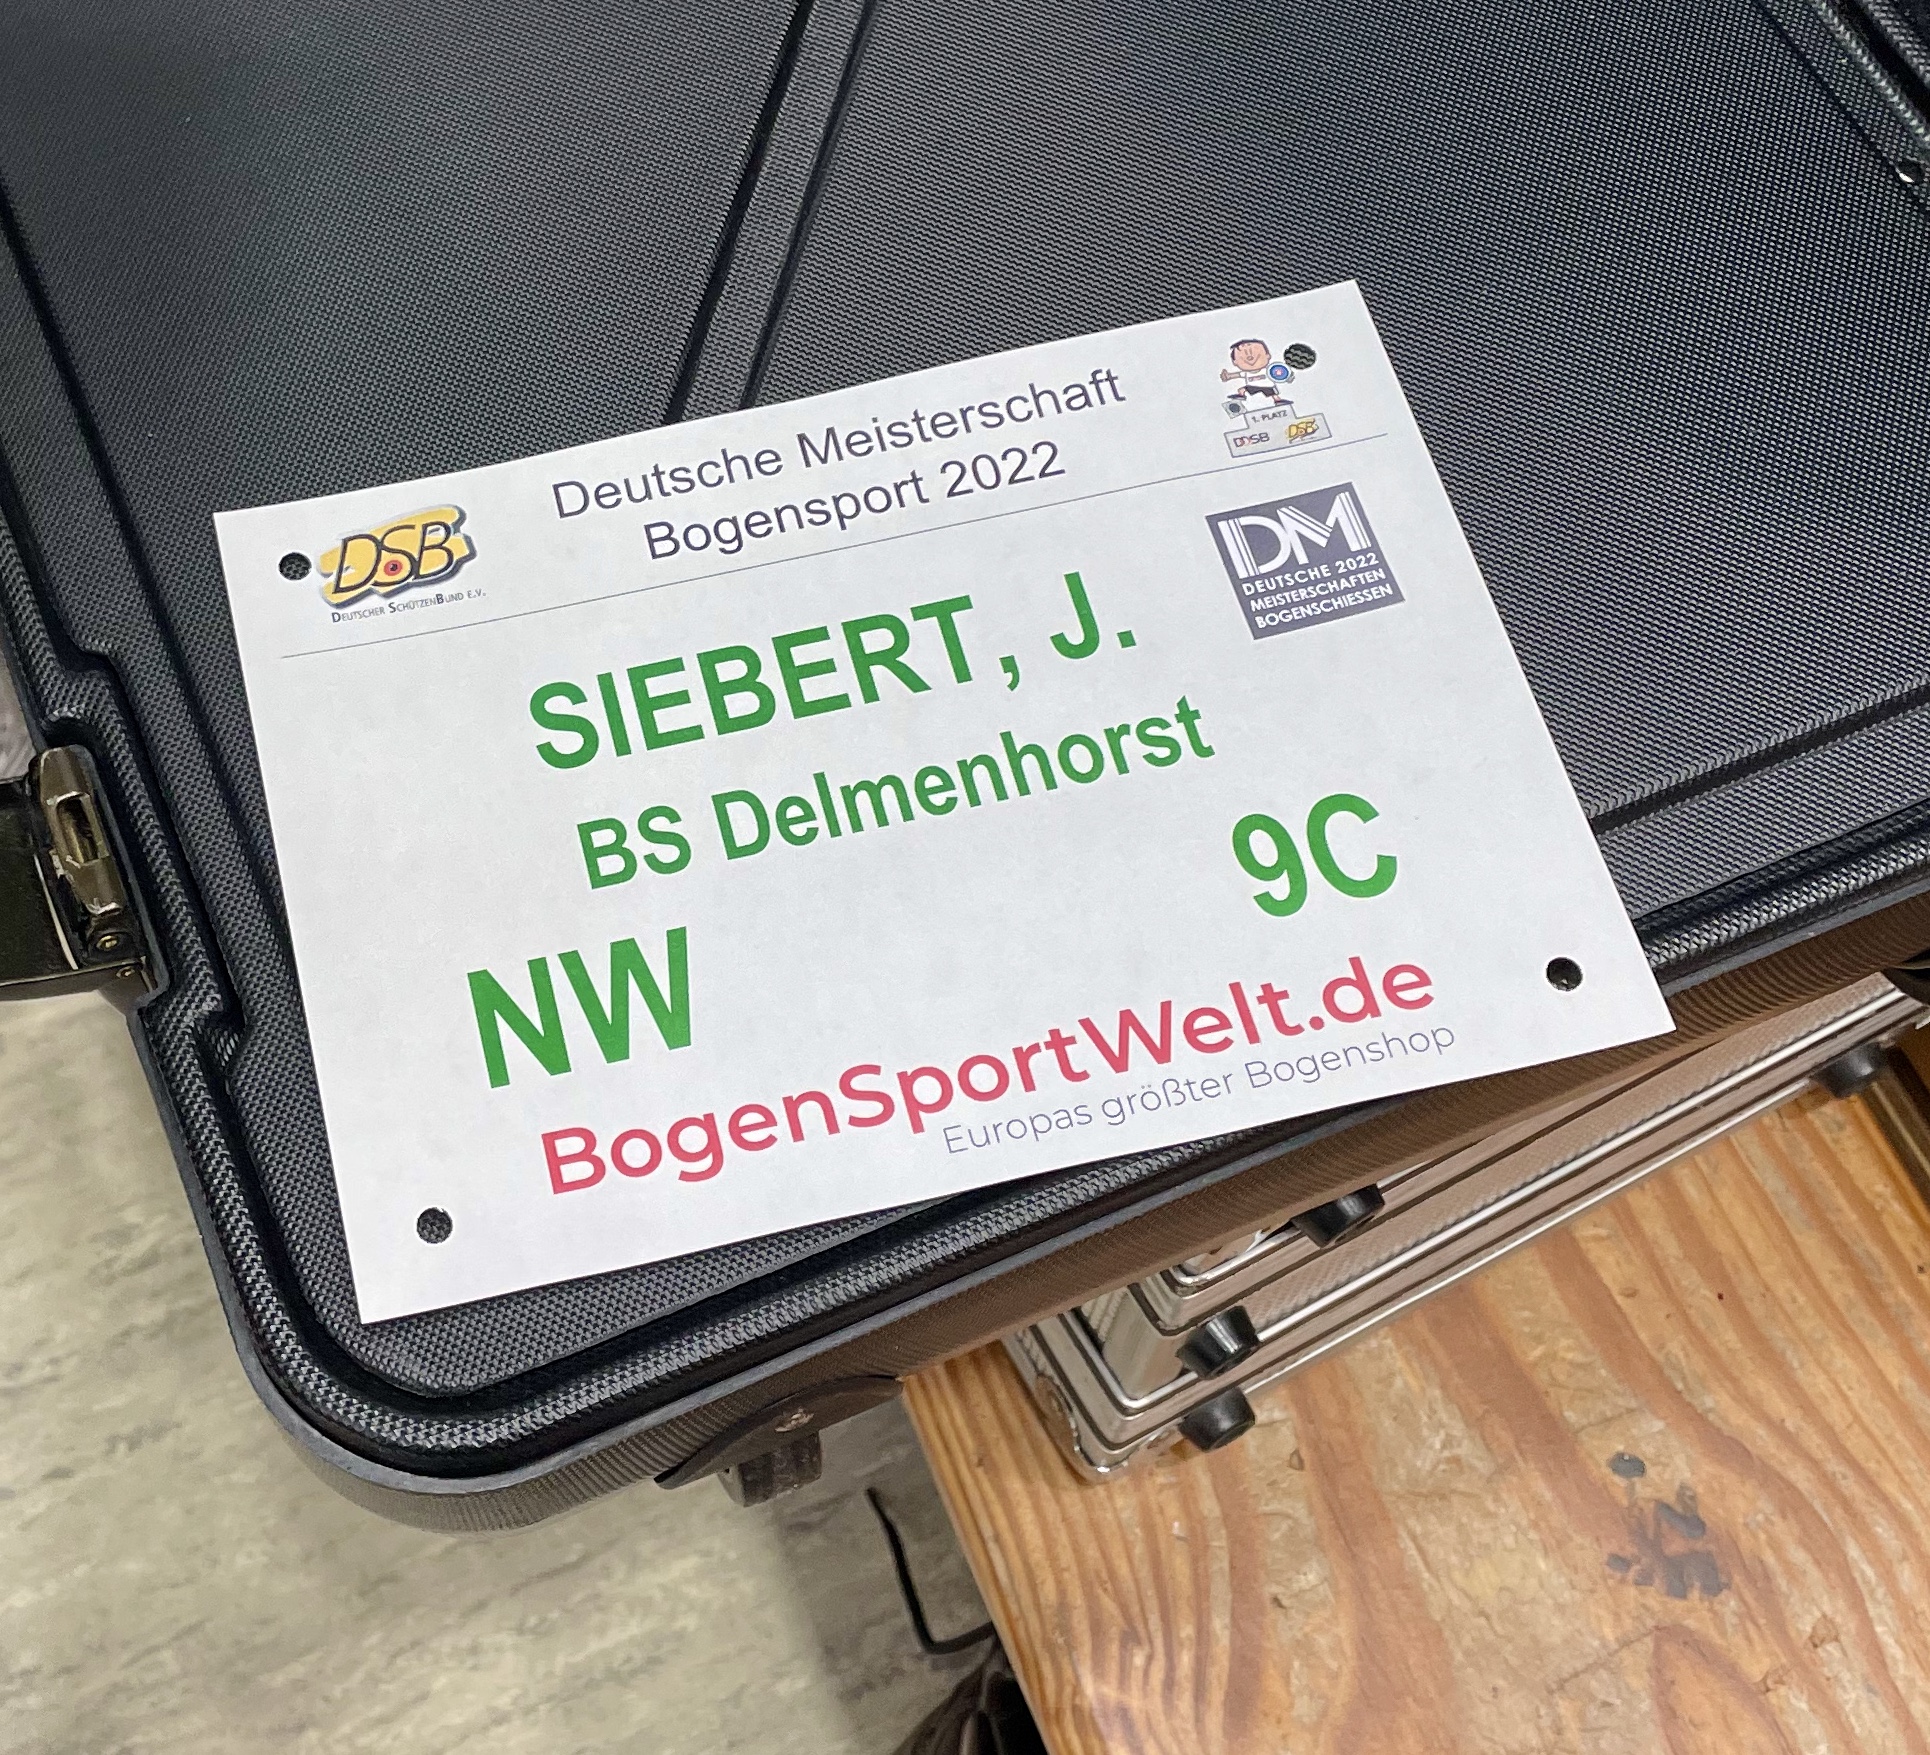 Deutsche Meisterschaft
Bogensport 2022
1. PLATZ
DSB
DSB
DSB
DEUTSCHER SCHÜTZENBUND E.V.
DM
DEUTSCHE 2022
MEISTERSCHAFTEN
BOGENSCHIESSEN
SIEBERT, J.
BS Delmenhorst
9C
NW
BogenSportWelt.de
Europas größter Bogenshop